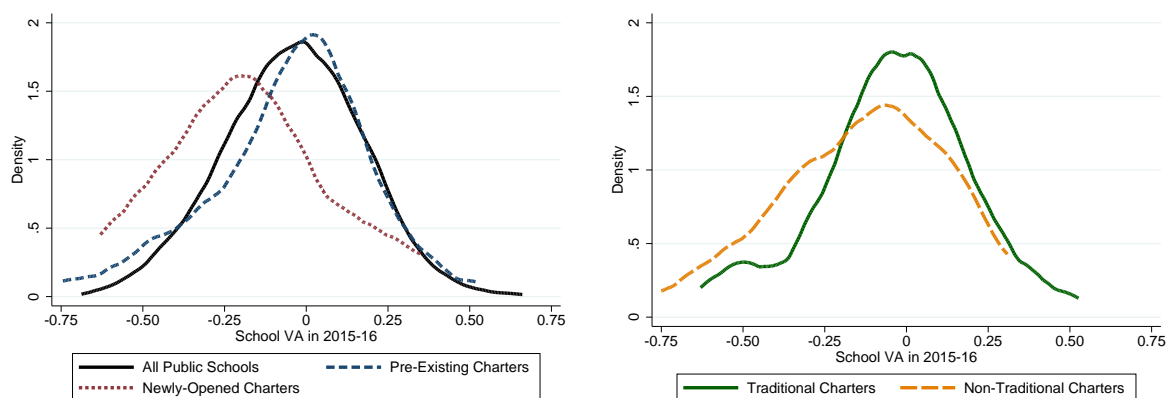 2
1.5
1
.5
0
Density
-0.75 -0.50 -0.25 0 0.25 0.50 0.75
School VA in 2015-16
All Public Schools Pre-Existing Charters
Newly-Opened Charters
2
1.5
1
.5
0
Density
-0.75 -0.50 -0.25 0 0.25 0.50 0.75
School VA in 2015-16
Traditional Charters Non-Traditional Charters